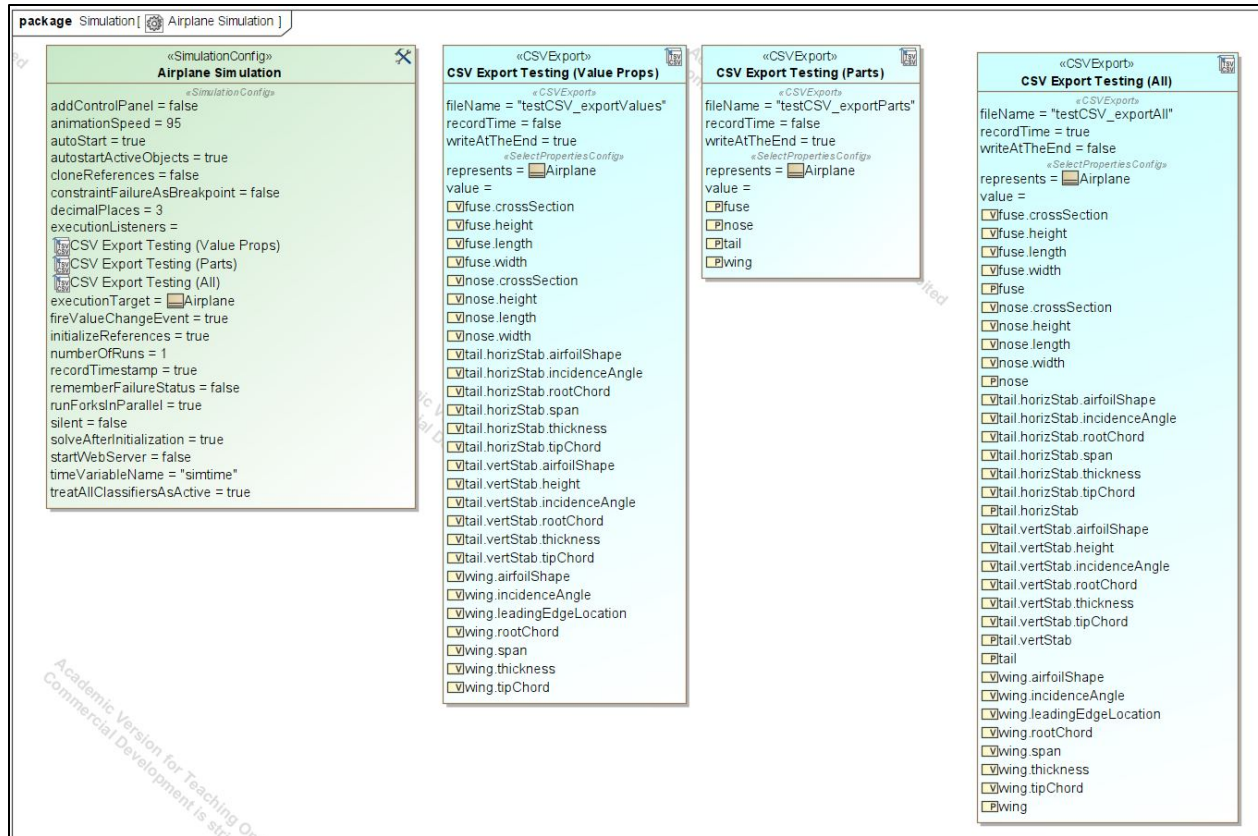 package Simulation [ Airplane Simulation ]
«SimulationConfig»
Airplane Simulation
«SimulationConfig»
addControlPanel = false
animationSpeed = 95
autoStart = true
autostartActiveObjects = true
cloneReferences = false
constraintFailureAsBreakpoint = false
decimalPlaces = 3
executionListeners =
CSV Export Testing (Value Props)
CSV Export Testing (Parts)
CSV Export Testing (All)
executionTarget = Airplane
fireValueChangeEvent = true
initializeReferences = true
numberOfRuns = 1
recordTimestamp = true
rememberFailureStatus = false
runForksInParallel = true
silent = false
solveAfterInitialization = true
startWebServer = false
timeVariableName = "simtime"
treatAllClassifiersAsActive = true
«CSVExport»
CSV Export Testing (Value Props)
«CSVExport»
fileName = "testCSV_exportValues"
recordTime = false
writeAtTheEnd = true
«SelectPropertiesConfig»
represents = Airplane
value =
fuse.crossSection
fuse.height
fuse.length
fuse.width
nose.crossSection
nose.height
nose.length
nose.width
tail.horizStab.airfoilShape
tail.horizStab.incidenceAngle
tail.horizStab.rootChord
tail.horizStab.span
tail.horizStab.thickness
tail.horizStab.tipChord
tail.vertStab.airfoilShape
tail.vertStab.height
tail.vertStab.incidenceAngle
tail.vertStab.rootChord
tail.vertStab.thickness
tail.vertStab.tipChord
wing.airfoilShape
wing.incidenceAngle
wing.leadingEdgeLocation
wing.rootChord
wing.span
wing.thickness
wing.tipChord
«CSVExport»
CSV Export Testing (Parts)
«CSVExport»
fileName = "testCSV_exportParts"
recordTime = false
writeAtTheEnd = true
«SelectPropertiesConfig»
represents = Airplane
value =
fuse
nose
tail
wing
«CSVExport»
CSV Export Testing (All)
«CSVExport»
fileName = "testCSV_exportAll"
recordTime = true
writeAtTheEnd = false
«SelectPropertiesConfig»
represents = Airplane
value =
fuse.crossSection
fuse.height
fuse.length
fuse.width
fuse
nose.crossSection
nose.height
nose.length
nose.width
nose
tail.horizStab.airfoilShape
tail.horizStab.incidenceAngle
tail.horizStab.rootChord
tail.horizStab.span
tail.horizStab.thickness
tail.horizStab.tipChord
tail.horizStab
tail.vertStab.airfoilShape
tail.vertStab.height
tail.vertStab.incidenceAngle
tail.vertStab.rootChord
tail.vertStab.thickness
tail.vertStab.tipChord
tail.vertStab
tail
wing.airfoilShape
wing.incidenceAngle
wing.leadingEdgeLocation
wing.rootChord
wing.span
wing.thickness
wing.tipChord
wing
Academic Version for Teaching
Commercial Development is